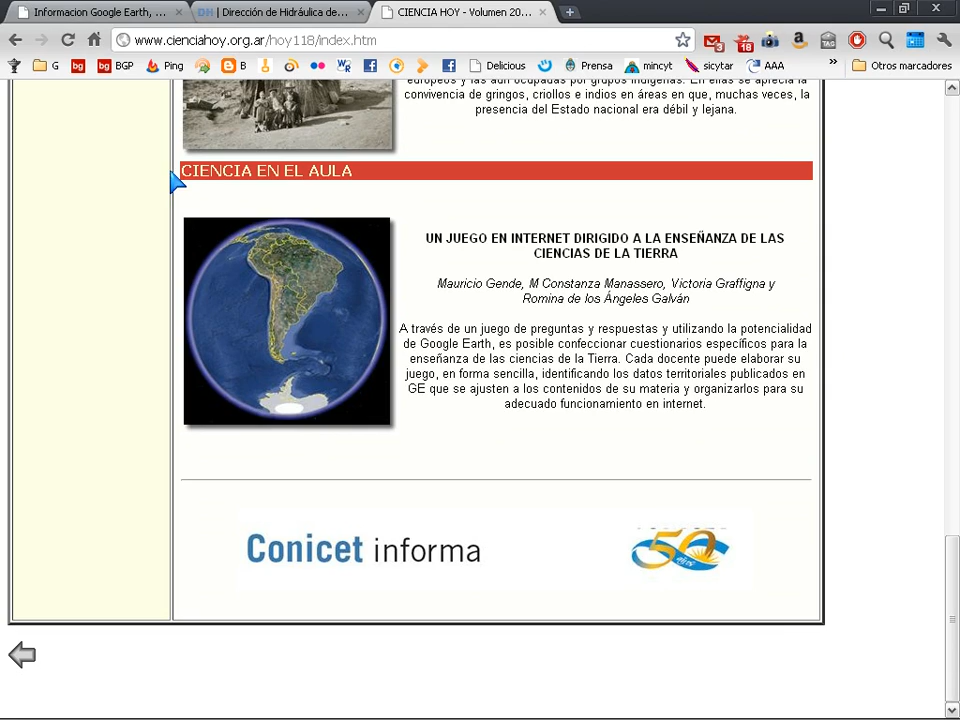 Informacion Google Earth, ...
DH | Dirección de Hidráulica de...
CIENCIA HOY - Volumen 20...
www.cienciahoy.org.ar/hoy118/index.htm
3
18
TAG
G
bg
bg BGP
Ping
B
Delicious
Prensa
mincyt
sicytar
AAA
»
Otros marcadores
europeos y las aún ocupadas por grupos indígenas. En ellas se aprecia la
convivencia de gringos, criollos e indios en áreas en que, muchas veces, la
presencia del Estado nacional era débil y lejana.
CIENCIA EN EL AULA
UN JUEGO EN INTERNET DIRIGIDO A LA ENSEÑANZA DE LAS
CIENCIAS DE LA TIERRA
Mauricio Gende, M Constanza Manassero, Victoria Graffigna y
Romina de los Ángeles Galván
A través de un juego de preguntas y respuestas y utilizando la potencialidad
de Google Earth, es posible confeccionar cuestionarios específicos para la
enseñanza de las ciencias de la Tierra. Cada docente puede elaborar su
juego, en forma sencilla, identificando los datos territoriales publicados en
GE que se ajusten a los contenidos de su materia y organizarlos para su
adecuado funcionamiento en internet.
Conicet informa
50